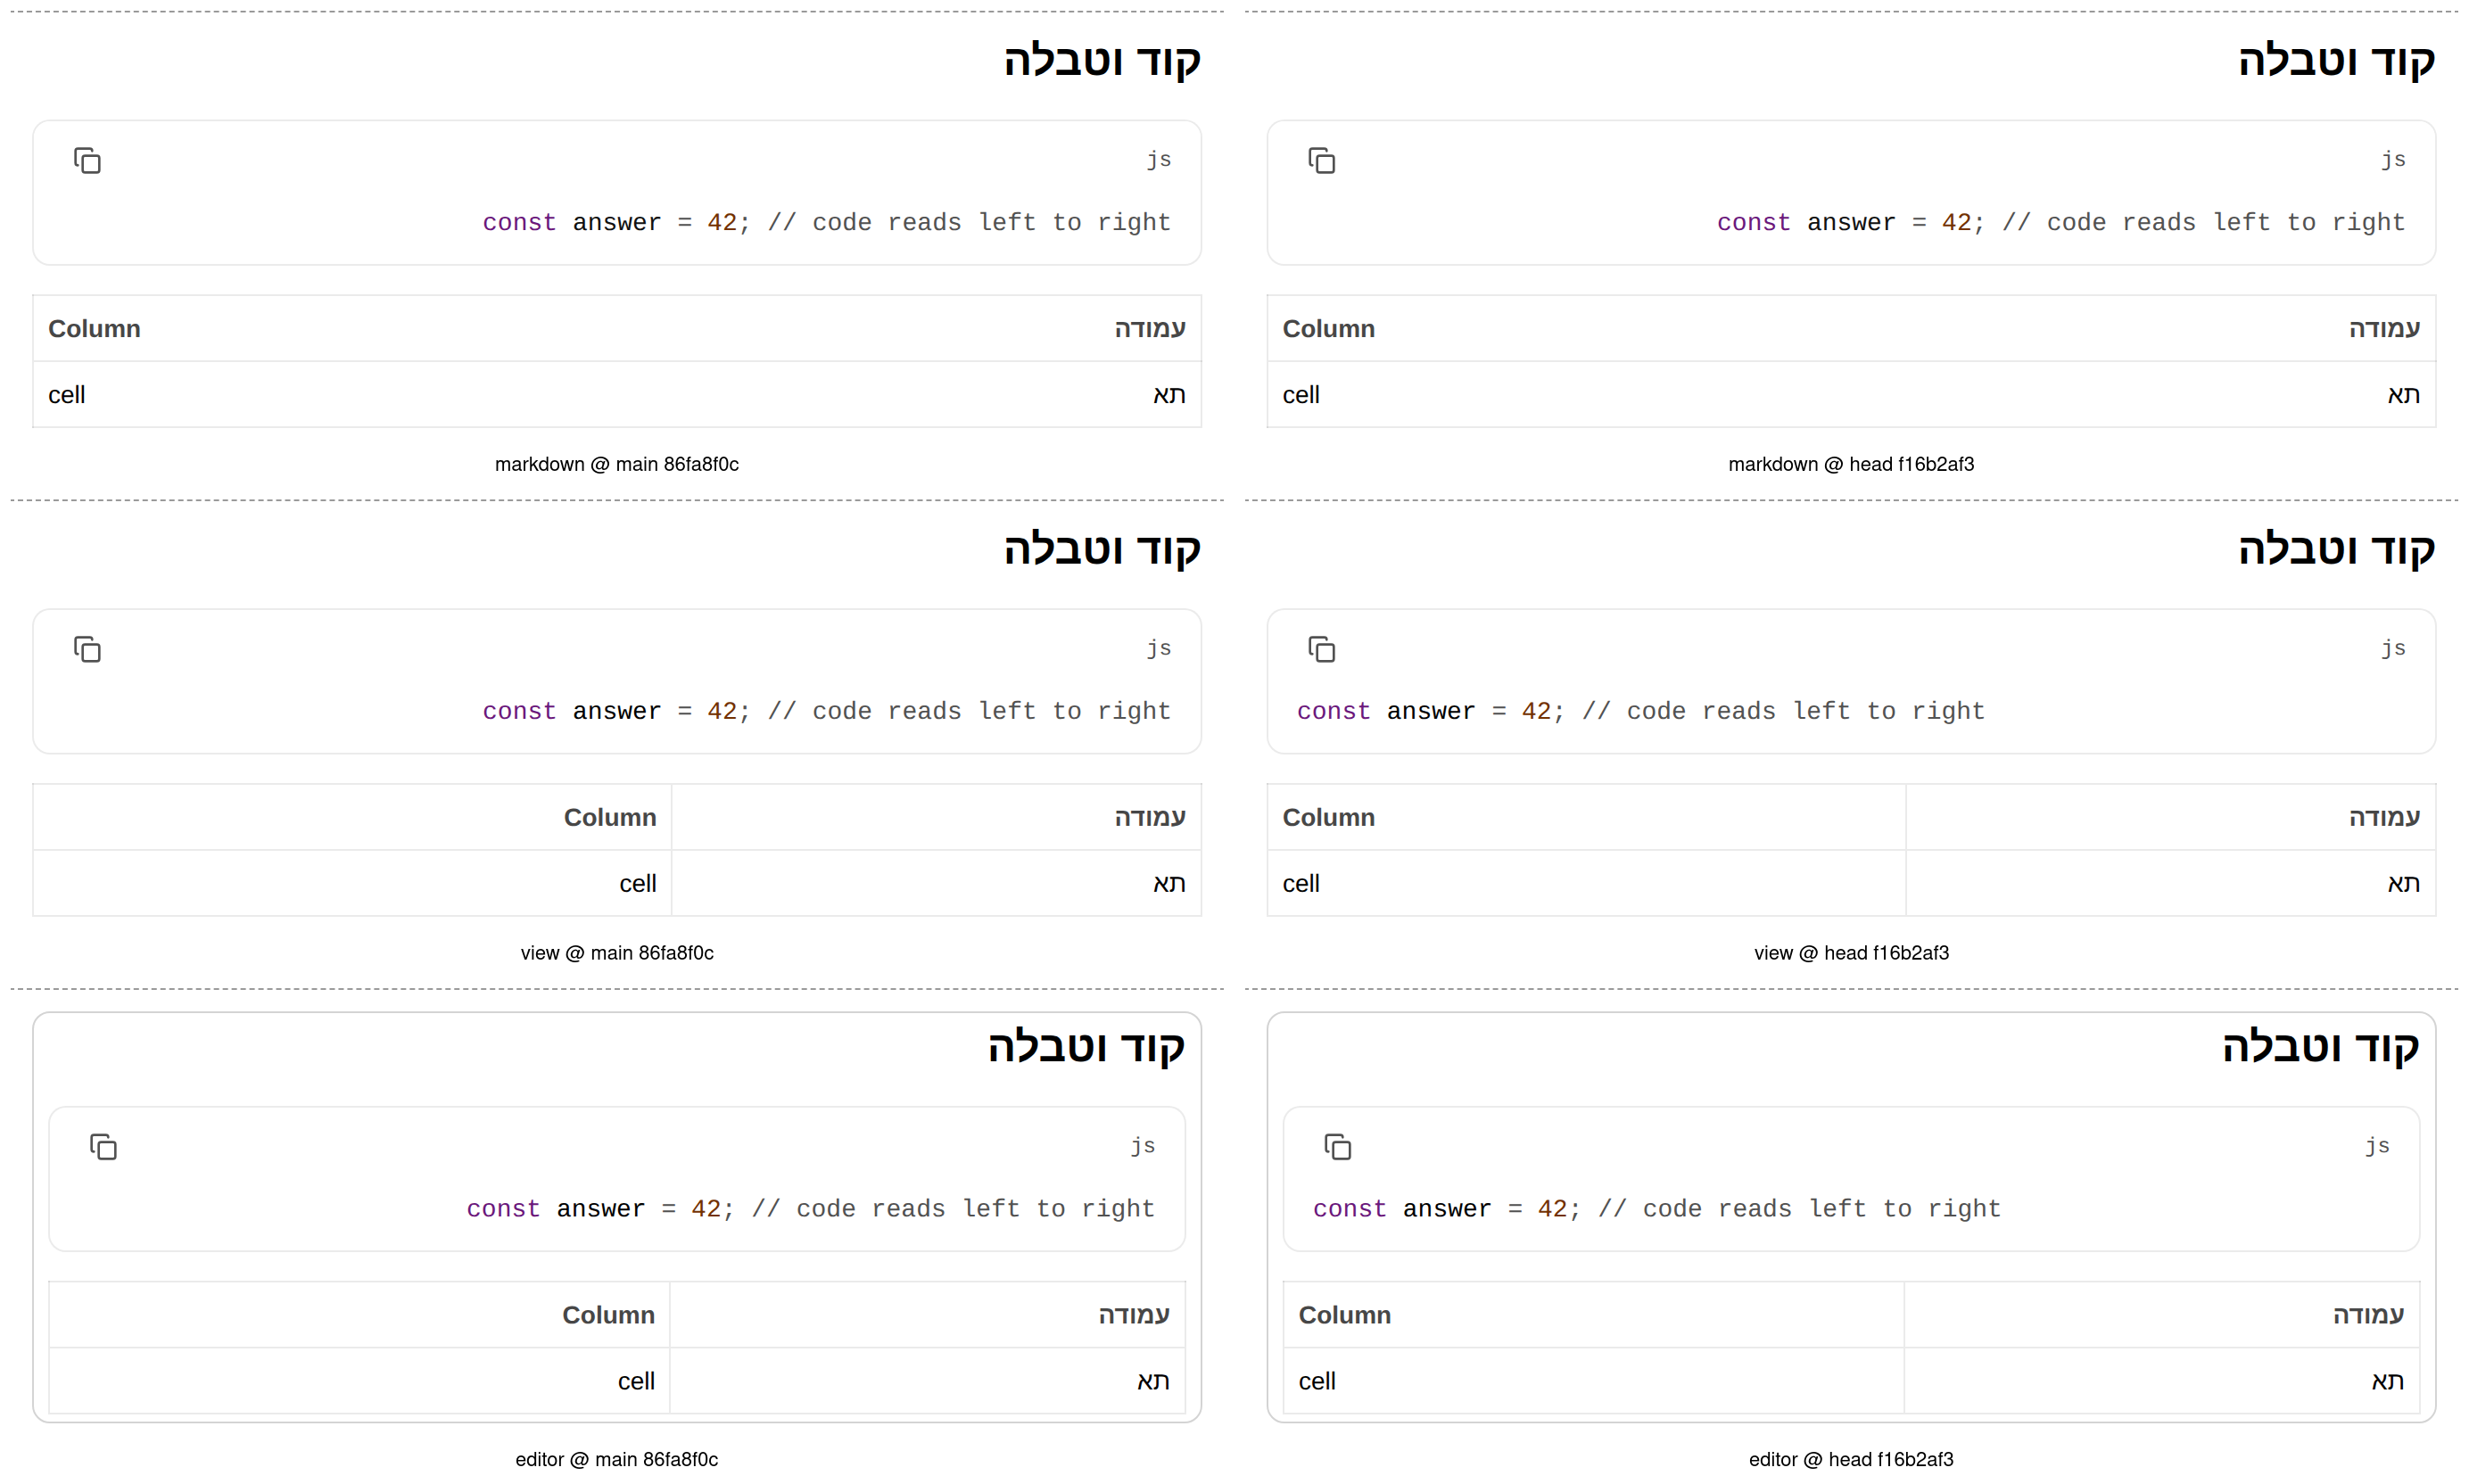 קוד וטבלה
js
const answer = 42; // code reads left to right
עמודה Column
תא cell
markdown @ main 86fa8f0c
קוד וטבלה
js
const answer = 42; // code reads left to right
עמודה Column
תא cell
markdown @ head f16b2af3
קוד וטבלה
js
const answer = 42; // code reads left to right
עמודה Column
תא cell
view @ main 86fa8f0c
קוד וטבלה
js
const answer = 42; // code reads left to right
עמודה Column
תא cell
view @ head f16b2af3
קוד וטבלה
js
const answer = 42; // code reads left to right
עמודה Column
תא cell
editor @ main 86fa8f0c
קוד וטבלה
js
const answer = 42; // code reads left to right
עמודה Column
תא cell
editor @ head f16b2af3